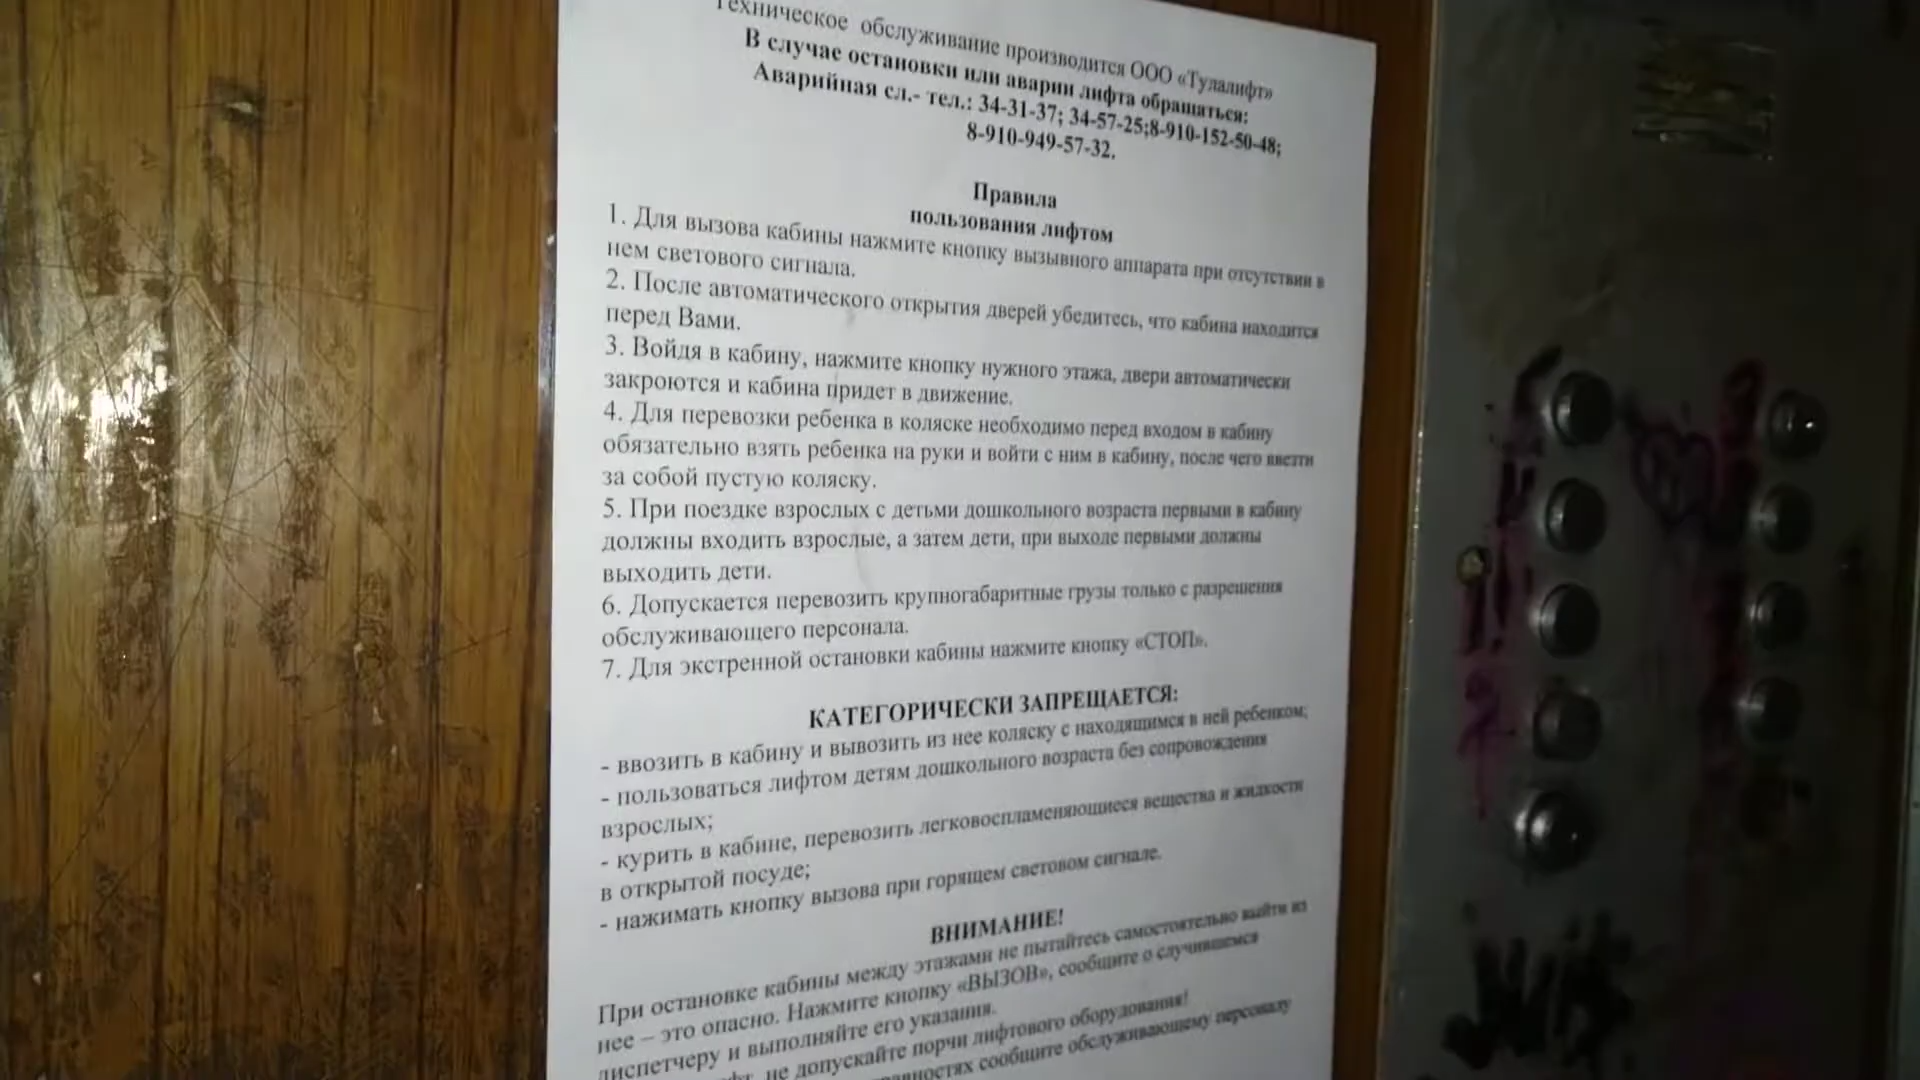 Техническое обслуживание производится ООО «Тулалифт»
В случае остановки или аварии лифта обращаться:
Аварийная сл.- тел.: 34-31-37; 34-57-25;8-910-152-50-48;
8-910-949-57-32.
Правила
пользования лифтом
1. Для вызова кабины нажмите кнопку вызывного аппарата при отсутствии в
нем светового сигнала.
2. После автоматического открытия дверей убедитесь, что кабина находится
перед Вами.
3. Войдя в кабину, нажмите кнопку нужного этажа, двери автоматически
закроются и кабина придет в движение.
4. Для перевозки ребенка в коляске необходимо перед входом в кабину
обязательно взять ребенка на руки и войти с ним в кабину, после чего ввезти
за собой пустую коляску.
5. При поездке взрослых с детьми дошкольного возраста первыми в кабину
должны входить взрослые, а затем дети, при выходе первыми должны
выходить дети.
6. Допускается перевозить крупногабаритные грузы только с разрешения
обслуживающего персонала.
7. Для экстренной остановки кабины нажмите кнопку «СТОП».
КАТЕГОРИЧЕСКИ ЗАПРЕЩАЕТСЯ:
- ввозить в кабину и вывозить из нее коляску с находящимся в ней ребенком;
- пользоваться лифтом детям дошкольного возраста без сопровождения
взрослых;
- курить в кабине, перевозить легковоспламеняющиеся вещества и жидкости
в открытой посуде;
- нажимать кнопку вызова при горящем световом сигнале.
ВНИМАНИЕ!
При остановке кабины между этажами не пытайтесь самостоятельно выйти из
нее – это опасно. Нажмите кнопку «ВЫЗОВ», сообщите о случившемся
диспетчеру и выполняйте его указания.
не допускайте порчи лифтового оборудования!
сообщите обслуживающему персоналу